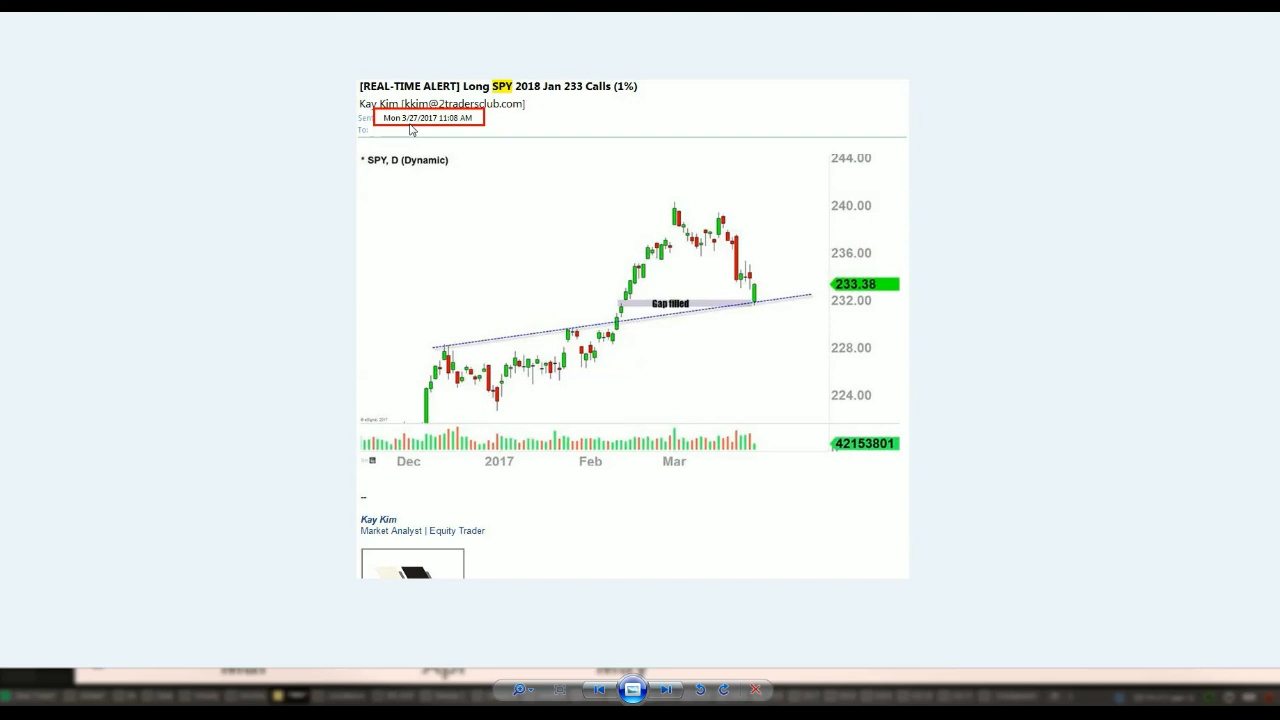 [REAL-TIME ALERT] Long SPY 2018 Jan 233 Calls (1%)
Kay Kim [kkim@2tradersclub.com]
Sent Mon 3/27/2017 11:08 AM
To:
* SPY, D (Dynamic)
244.00
240.00
236.00
233.38
232.00
Gap filled
228.00
224.00
42153801
Dec 2017 Feb Mar
--
Kay Kim
Market Analyst | Equity Trader